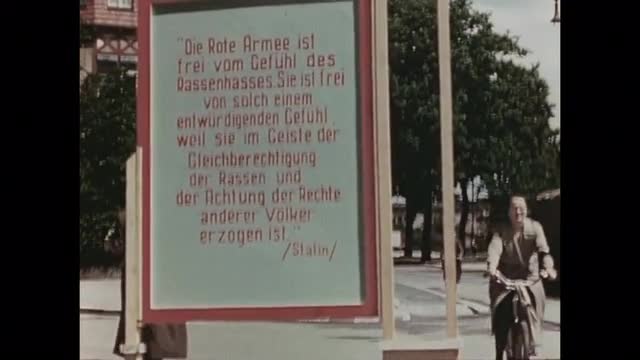 "Die Rote Armee ist
frei vom Gefühl des
Rassenhasses. Sie ist frei
von solch einem
entwürdigenden Gefühl,
weil sie im Geiste der
Gleichberechtigung
der Rassen und
der Achtung der Rechte
anderer Völker
erzogen ist."
/Stalin/